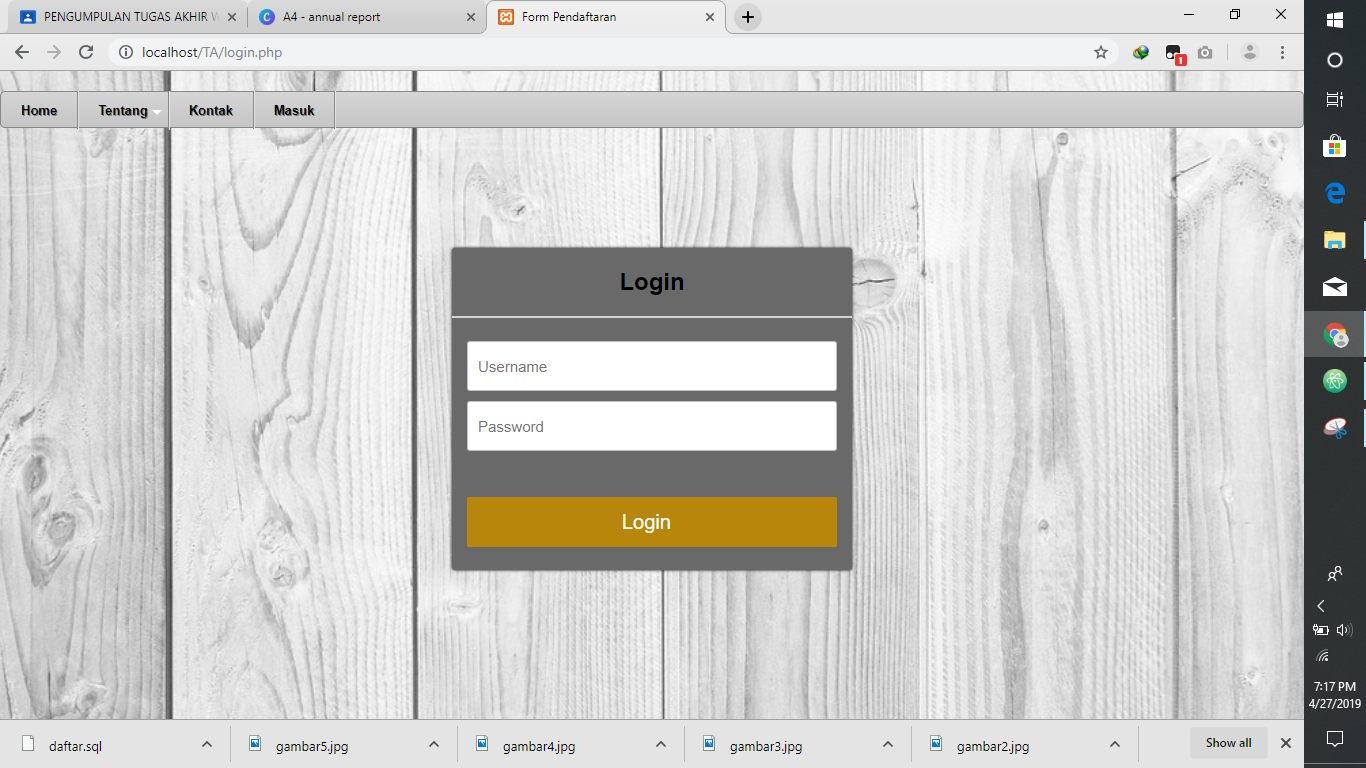 PENGUMPULAN TUGAS AKHIR
A4 - annual report
Form Pendaftaran
localhost/TA/login.php
1
Home
Tentang
Kontak
Masuk
Login
Username
Password
Login
7:17 PM
4/27/2019
daftar.sql
gambar5.jpg
gambar4.jpg
gambar3.jpg
gambar2.jpg
Show all